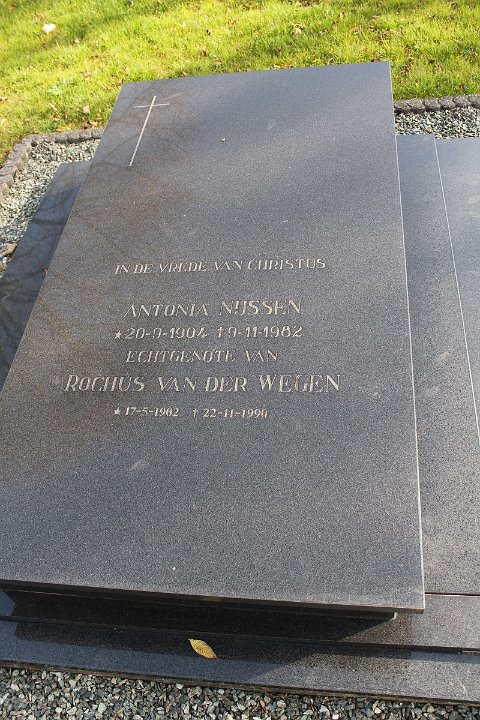 IN DE VREDE VAN CHRISTUS
ANTONIA NIJSSEN
★20-9-1904 †9-11-1982
ECHTGENOTE VAN
ROCHUS VAN DER WEGEN
★17-5-1902 †22-11-1990